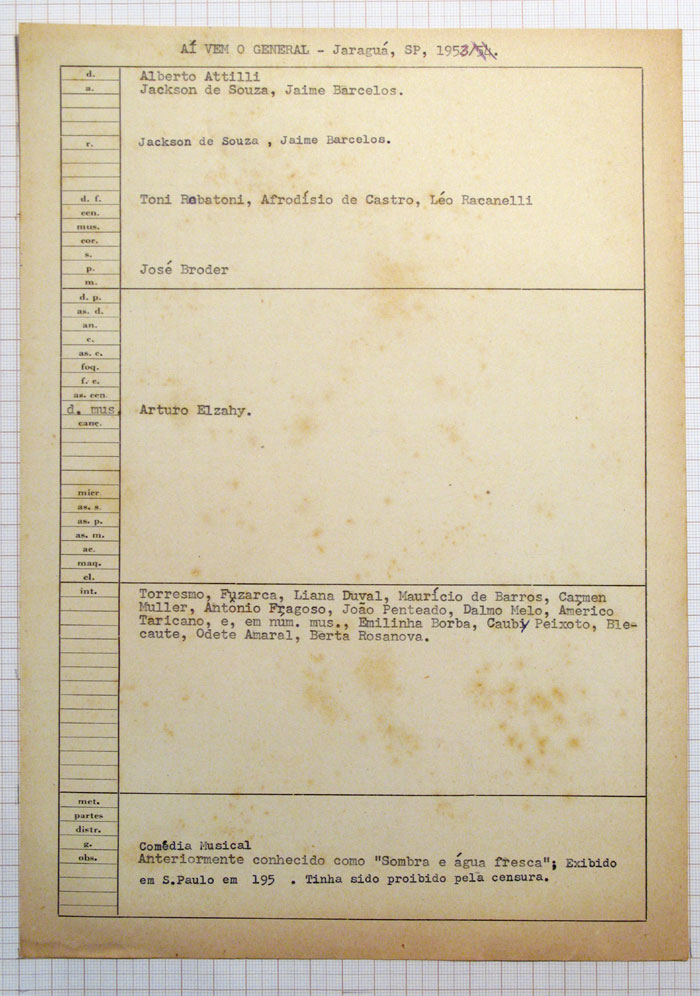 AÍ VEM O GENERAL - Jaraguá, SP, 1953/54.
d. Alberto Attilli
a. Jackson de Souza, Jaime Barcelos.
r. Jackson de Souza , Jaime Barcelos.
d. f. Toni Rabatoni, Afrodísio de Castro, Léo Racanelli
cen.
mus.
cor.
s.
p. José Broder
m.
d. p.
as. d.
an.
c.
as. c.
foq.
f. c.
as. cen.
d. mus. Arturo Elzahy.
canc.
micr.
as. s.
as. p.
as. m.
ac.
maq.
el.
int. Torresmo, Fuzarca, Liana Duval, Maurício de Barros, Carmen
Muller, Antônio Fragoso, João Penteado, Dalmo Melo, Américo
Taricano, e, em num. mus., Emilinha Borba, Cauby Peixoto, Ble-
caute, Odete Amaral, Berta Rosanova.
met.
partes
distr.
g. Comédia Musical
obs. Anteriormente conhecido como "Sombra e água fresca"; Exibido
em S.Paulo em 195 . Tinha sido proibido pela censura.